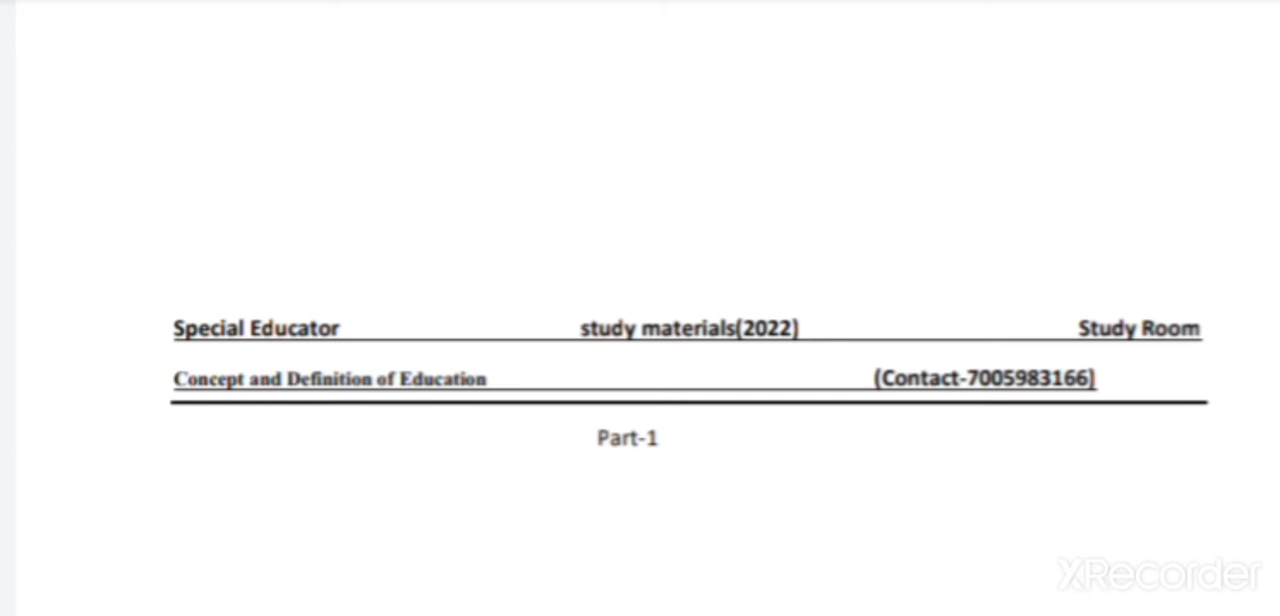 Special Educator study materials(2022) Study Room
Concept and Definition of Education (Contact-7005983166)
Part-1
XRecorder